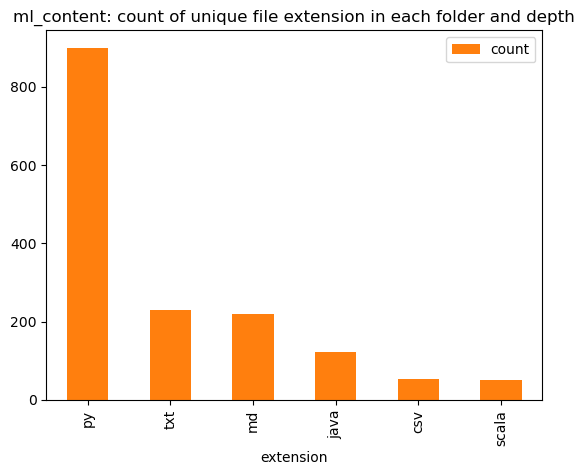 ml_content: count of unique file extension in each folder and depth
count
800
600
400
200
0
py
txt
md
java
csv
scala
extension